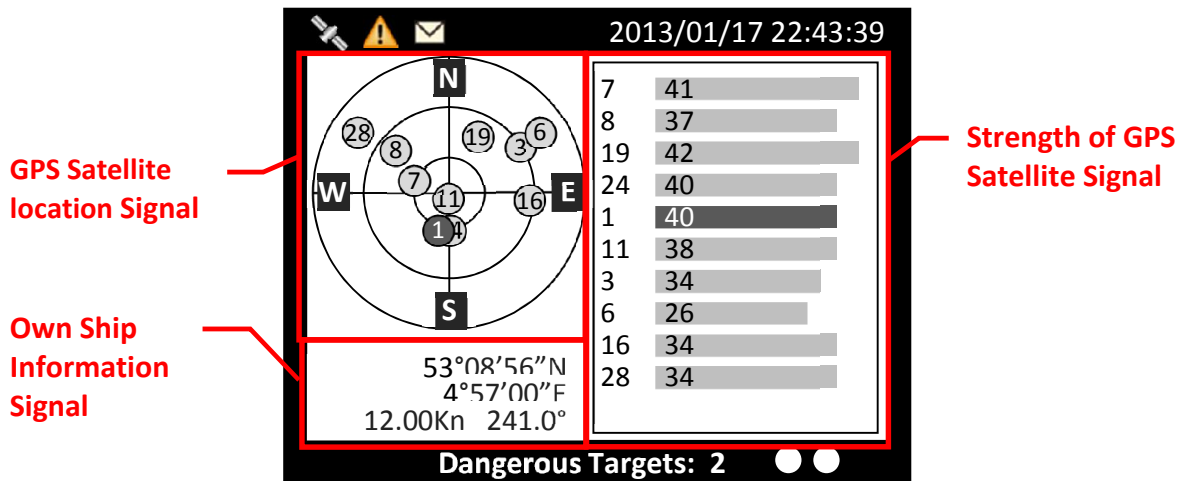 2013/01/17 22:43:39
N
28
8
19
3
6
7
W
11
16
E
1
4
S
53°08’56”N
4°57’00”E
12.00Kn 241.0°
7 41
8 37
19 42
24 40
1 40
11 38
3 34
6 26
16 34
28 34
Dangerous Targets: 2
GPS Satellite
location Signal
Own Ship
Information
Signal
Strength of GPS
Satellite Signal